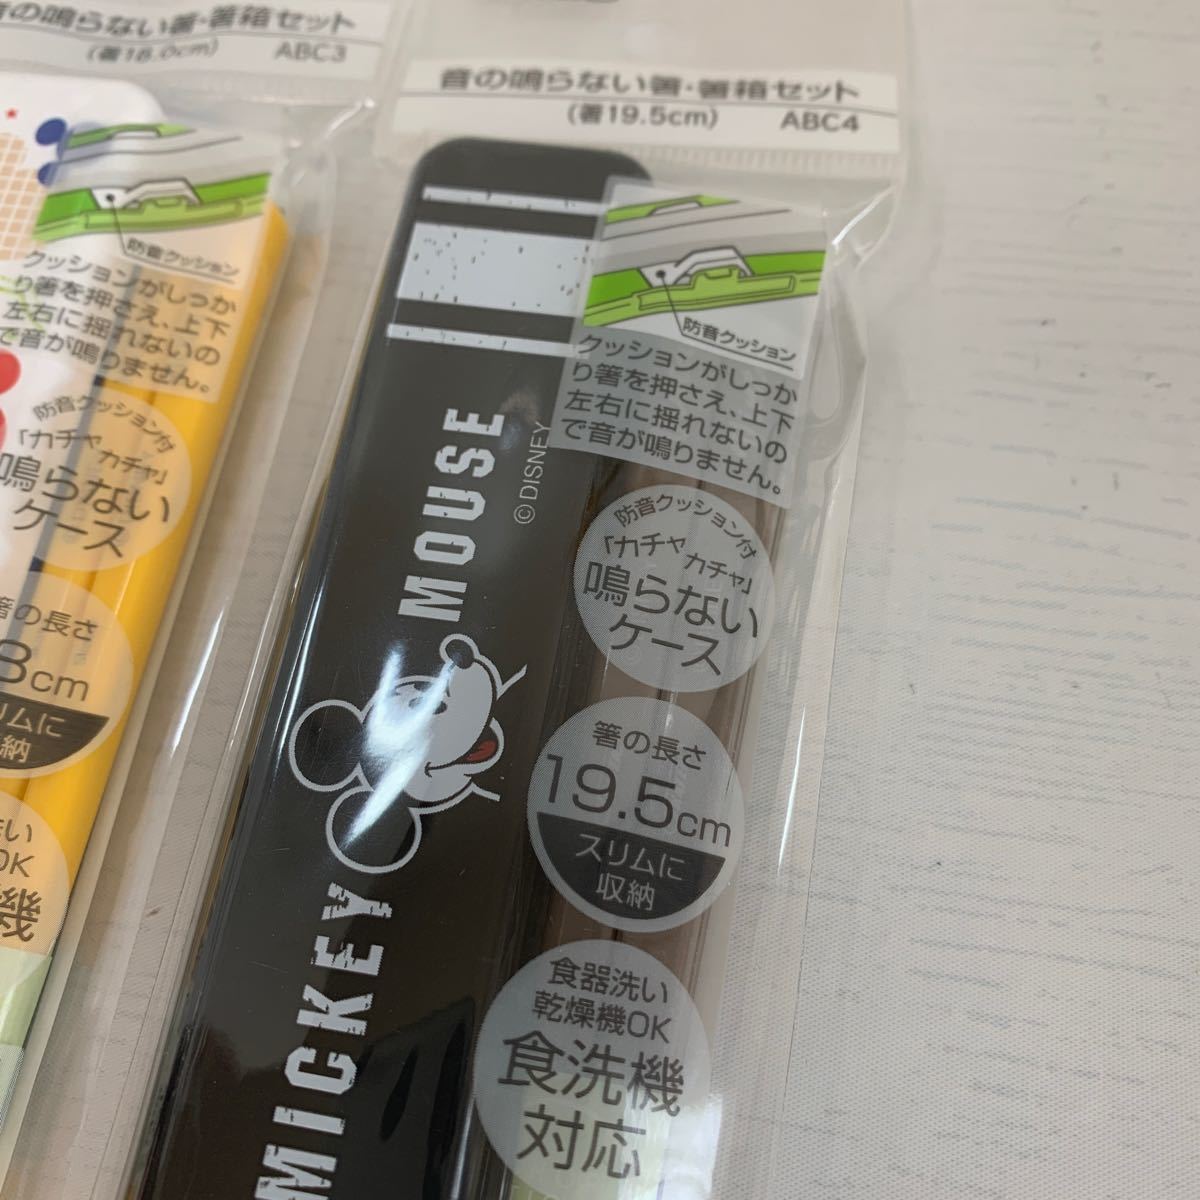 音の鳴らない箸・箸箱セット
(箸18.0cm) ABC3
防音クッション
クッションがしっか
り箸を押さえ、上下
左右に揺れないの
で音が鳴りません。
防音クッション付
「カチャカチャ」
鳴らない
ケース
箸の長さ
8cm
リムに
納
洗い
OK
機
音の鳴らない箸・箸箱セット
(箸19.5cm) ABC4
防音クッション
クッションがしっか
り箸を押さえ、上下
左右に揺れないの
で音が鳴りません。
防音クッション付
「カチャカチャ」
鳴らない
ケース
箸の長さ
19.5cm
スリムに
収納
食器洗い
乾燥機OK
食洗機
対応
MICKEY MOUSE
©DISNEY